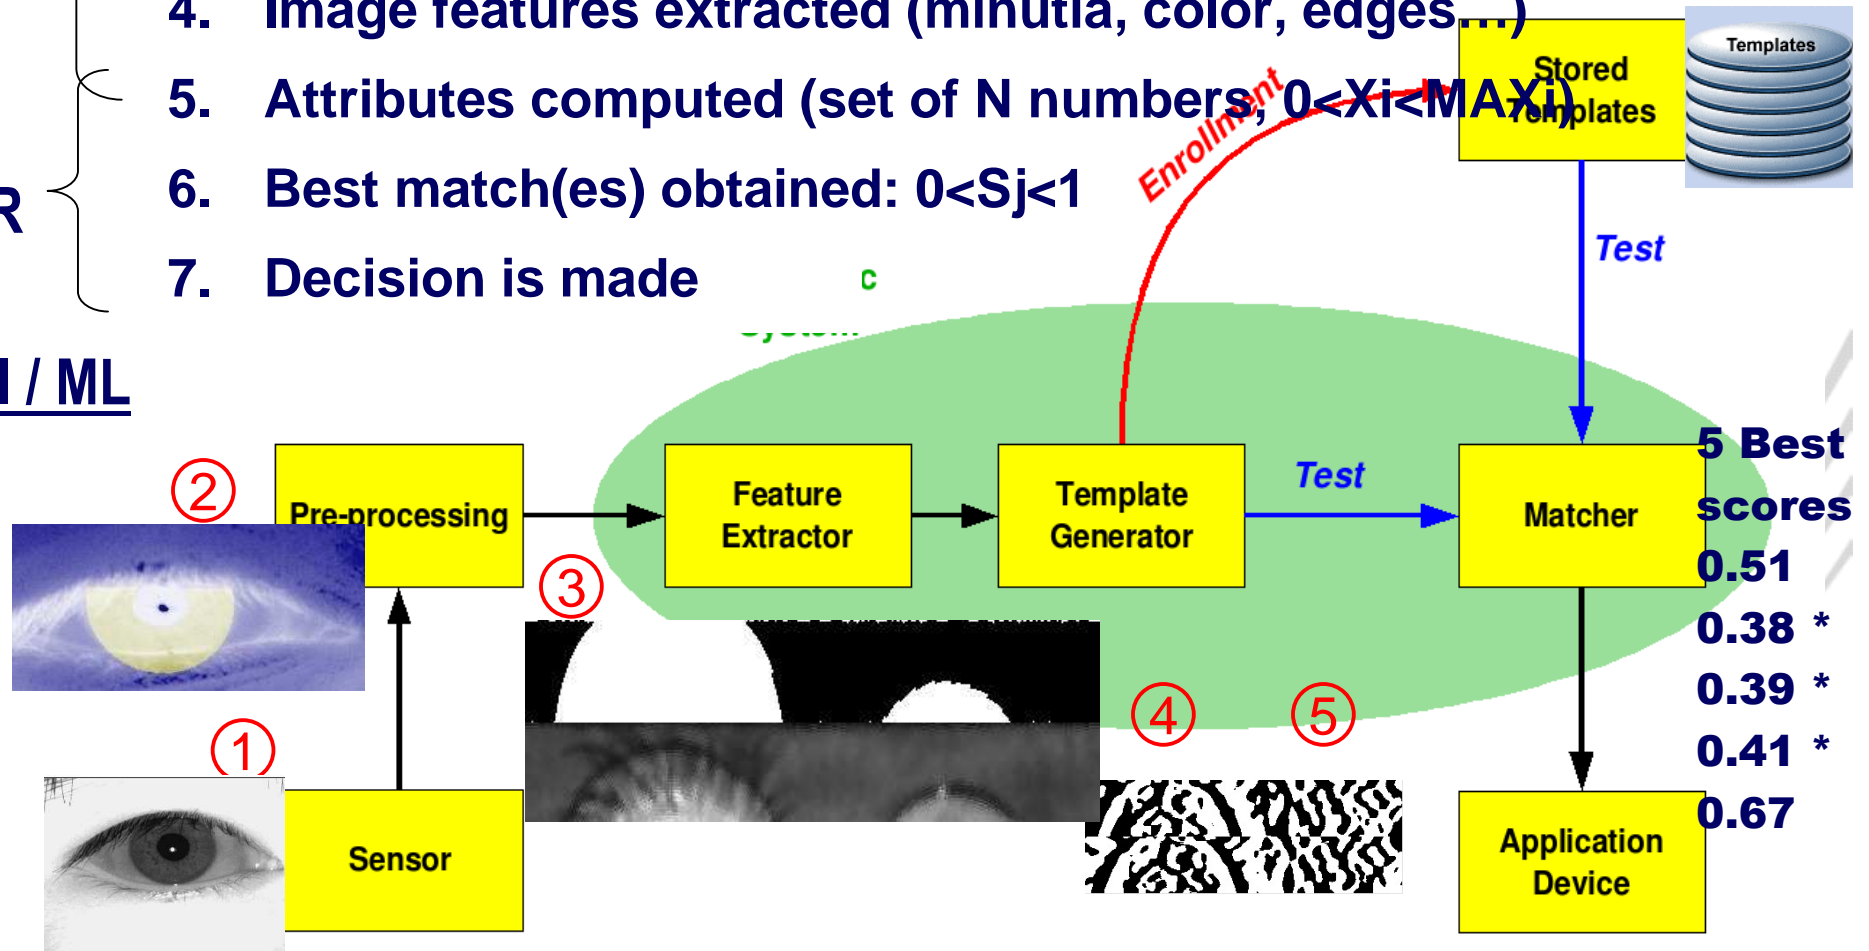 4. Image features extracted (minutia, color, edges…)
5. Attributes computed (set of N numbers, 0<Xi<MAXi)
6. Best match(es) obtained: 0<Sj<1
R
7. Decision is made
c
System
/ ML
Templates
Stored
Templates
Enrollment
Test
②
Pre-processing
Feature
Extractor
Template
Generator
Test
Matcher
5 Best
scores
0.51
0.38 *
0.39 *
0.41 *
0.67
③
④
⑤
①
Sensor
Application
Device